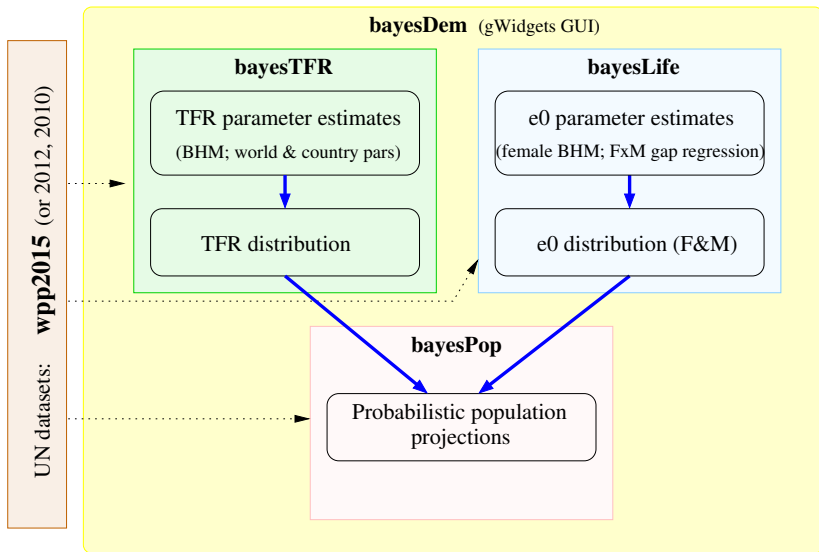 bayesDem (gWidgets GUI)
UN datasets: wpp2015 (or 2012, 2010)
bayesTFR
TFR parameter estimates
(BHM; world & country pars)
TFR distribution
bayesLife
e0 parameter estimates
(female BHM; FxM gap regression)
e0 distribution (F&M)
bayesPop
Probabilistic population
projections